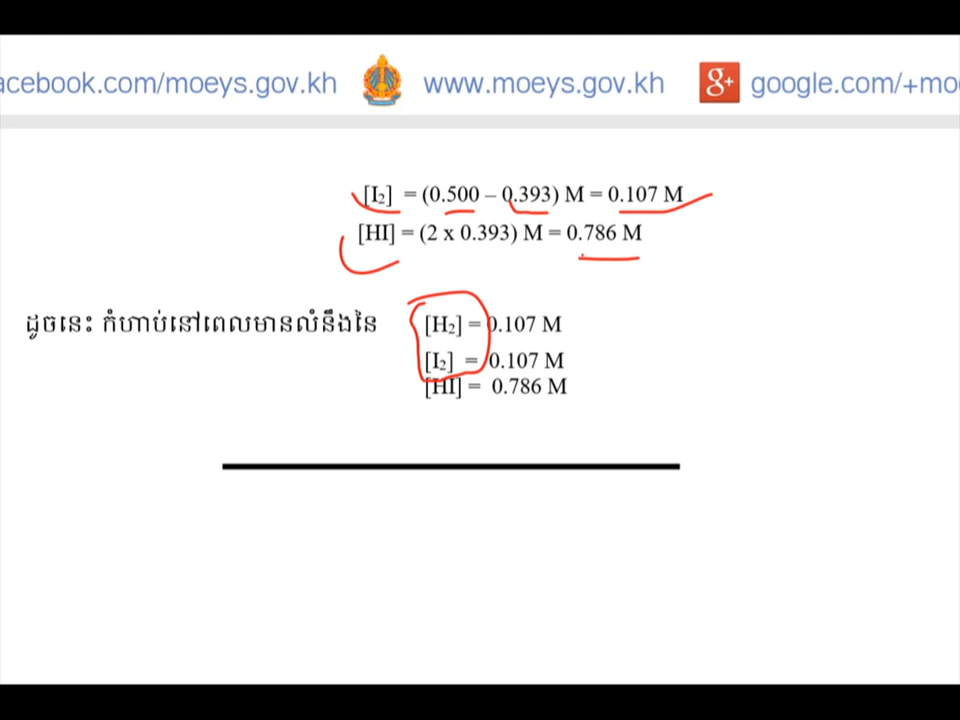 acebook.com/moeys.gov.kh www.moeys.gov.kh g+ google.com/+mo
[I₂] = (0.500 – 0.393) M = 0.107 M
[HI] = (2 x 0.393) M = 0.786 M
ដូចនេះ កំហាប់នៅពេលមានលំនឹងនៃ [H₂] = 0.107 M
[I₂] = 0.107 M
[HI] = 0.786 M